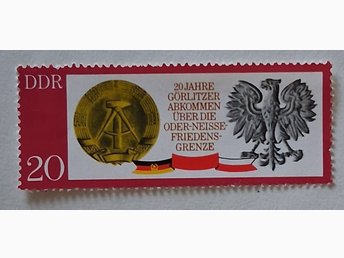 DDR
20
20 JAHRE
GÖRLITZER
ABKOMMEN
ÜBER DIE
ODER-NEISSE-
FRIEDENS-
GRENZE